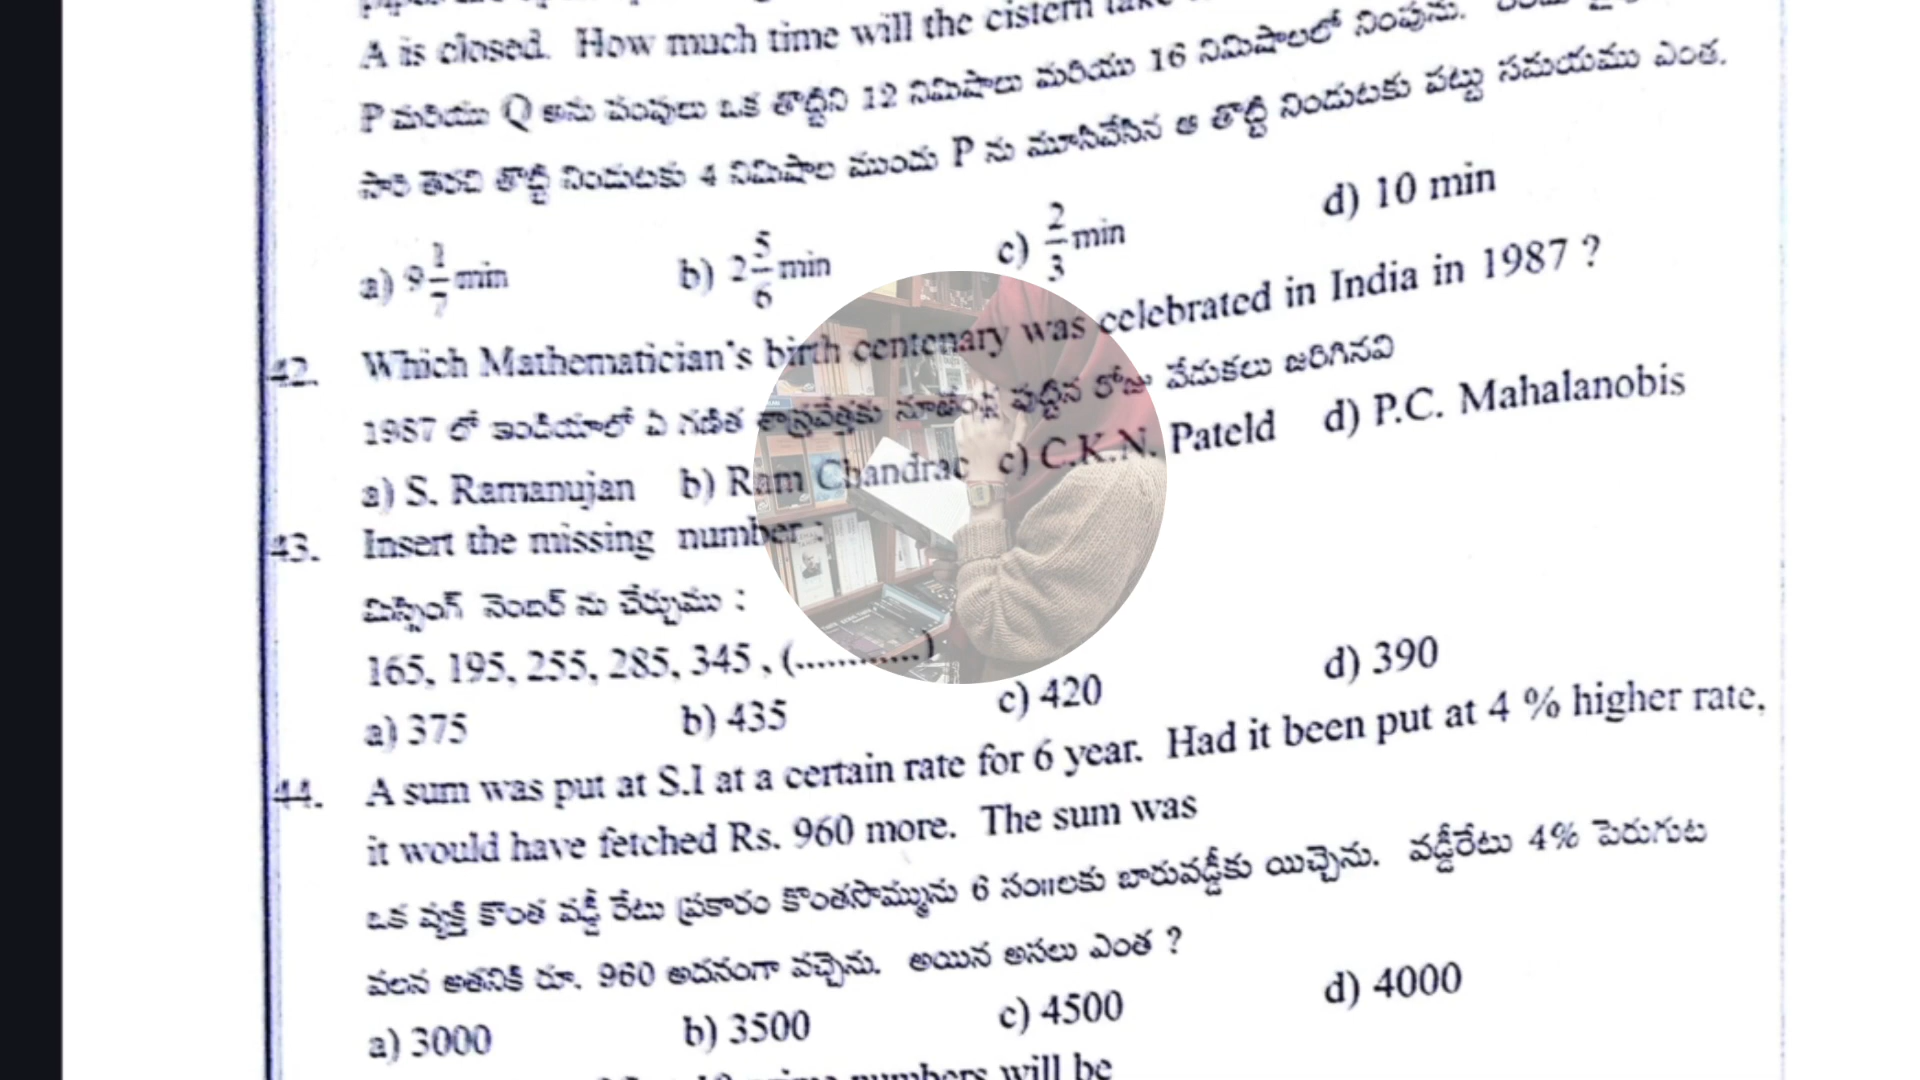 A is closed. How much time will the cistern take
P మరియు Q అను పంపులు ఒక తొట్టిని 12 నిమిషాలు మరియు 16 నిమిషాలలో నింపును.
సారి తెరచి తొట్టి నిండుటకు 4 నిమిషాల ముందు P ను మూసివేసిన ఆ తొట్టి నిండుటకు పట్టు సమయము ఎంత.
a) 9 1/7 min b) 2 5/6 min c) 2/3 min d) 10 min
42. Which Mathematician's birth centenary was celebrated in India in 1987 ?
1987 లో ఇండియాలో ఏ గణిత శాస్త్రవేత్తకు నూతంపై పుట్టిన రోజు వేడుకలు జరిగినవి
a) S. Ramanujan b) Ram Chandrac c) C.K.N. Pateld d) P.C. Mahalanobis
43. Insert the missing number :
మిస్సింగ్ నెంబర్ ను చేర్చుము :
165, 195, 255, 285, 345 , (............)
a) 375 b) 435 c) 420 d) 390
44. A sum was put at S.I at a certain rate for 6 year. Had it been put at 4 % higher rate,
it would have fetched Rs. 960 more. The sum was
ఒక వ్యక్తి కొంత వడ్డీ రేటు ప్రకారం కొంతసొమ్మును 6 సం॥లకు బారువడ్డీకు యిచ్చెను. వడ్డీరేటు 4% పెరుగుట
వలన అతనికి రూ. 960 అదనంగా వచ్చెను. అయిన అసలు ఎంత ?
a) 3000 b) 3500 c) 4500 d) 4000
prime numbers will be